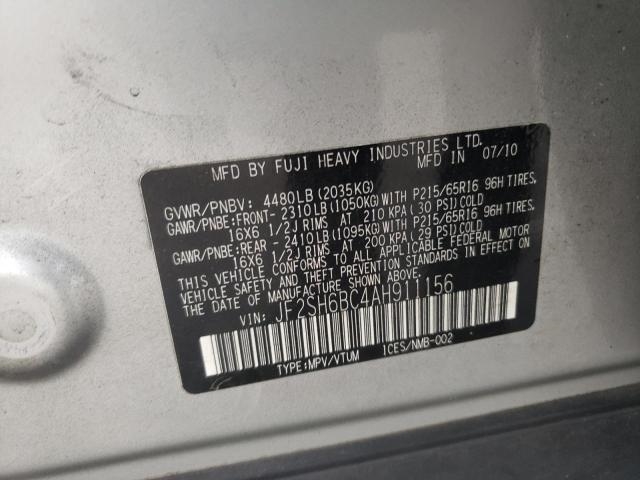 MFD BY FUJI HEAVY INDUSTRIES LTD.
MFD IN 07/10
GVWR/PNBV: 4480LB(2035KG)
GAWR/PNBE:FRONT- 2310LB(1050KG)WITH P215/65R16 96H TIRES,
16X6 1/2J RIMS AT 210 KPA( 30 PSI)COLD
GAWR/PNBE:REAR - 2410LB(1095KG)WITH P215/65R16 96H TIRES,
16X6 1/2J RIMS AT 200 KPA( 29 PSI)COLD
THIS VEHICLE CONFORMS TO ALL APPLICABLE FEDERAL MOTOR
VEHICLE SAFETY AND THEFT PREVENTION STANDARDS IN EFFECT ON
THE DATE OF MANUFACTURE SHOWN ABOVE.
VIN: JF2SH6BC4AH911156
TYPE:MPV/VTUM ICES/NMB-002